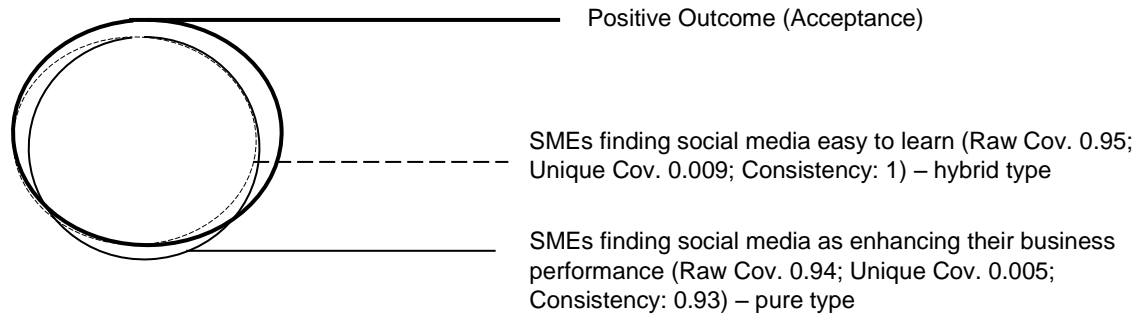 Positive Outcome (Acceptance)
SMEs finding social media easy to learn (Raw Cov. 0.95;
Unique Cov. 0.009; Consistency: 1) – hybrid type
SMEs finding social media as enhancing their business
performance (Raw Cov. 0.94; Unique Cov. 0.005;
Consistency: 0.93) – pure type